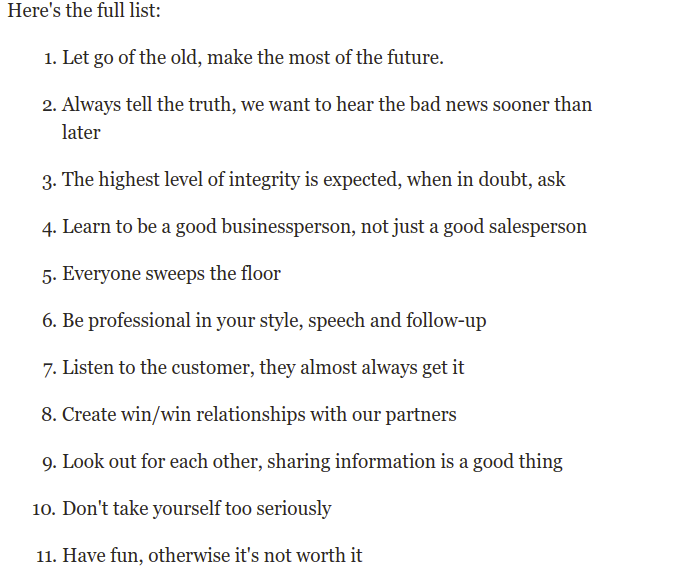 Here's the full list:
1. Let go of the old, make the most of the future.
2. Always tell the truth, we want to hear the bad news sooner than
later
3. The highest level of integrity is expected, when in doubt, ask
4. Learn to be a good businessperson, not just a good salesperson
5. Everyone sweeps the floor
6. Be professional in your style, speech and follow-up
7. Listen to the customer, they almost always get it
8. Create win/win relationships with our partners
9. Look out for each other, sharing information is a good thing
10. Don't take yourself too seriously
11. Have fun, otherwise it's not worth it